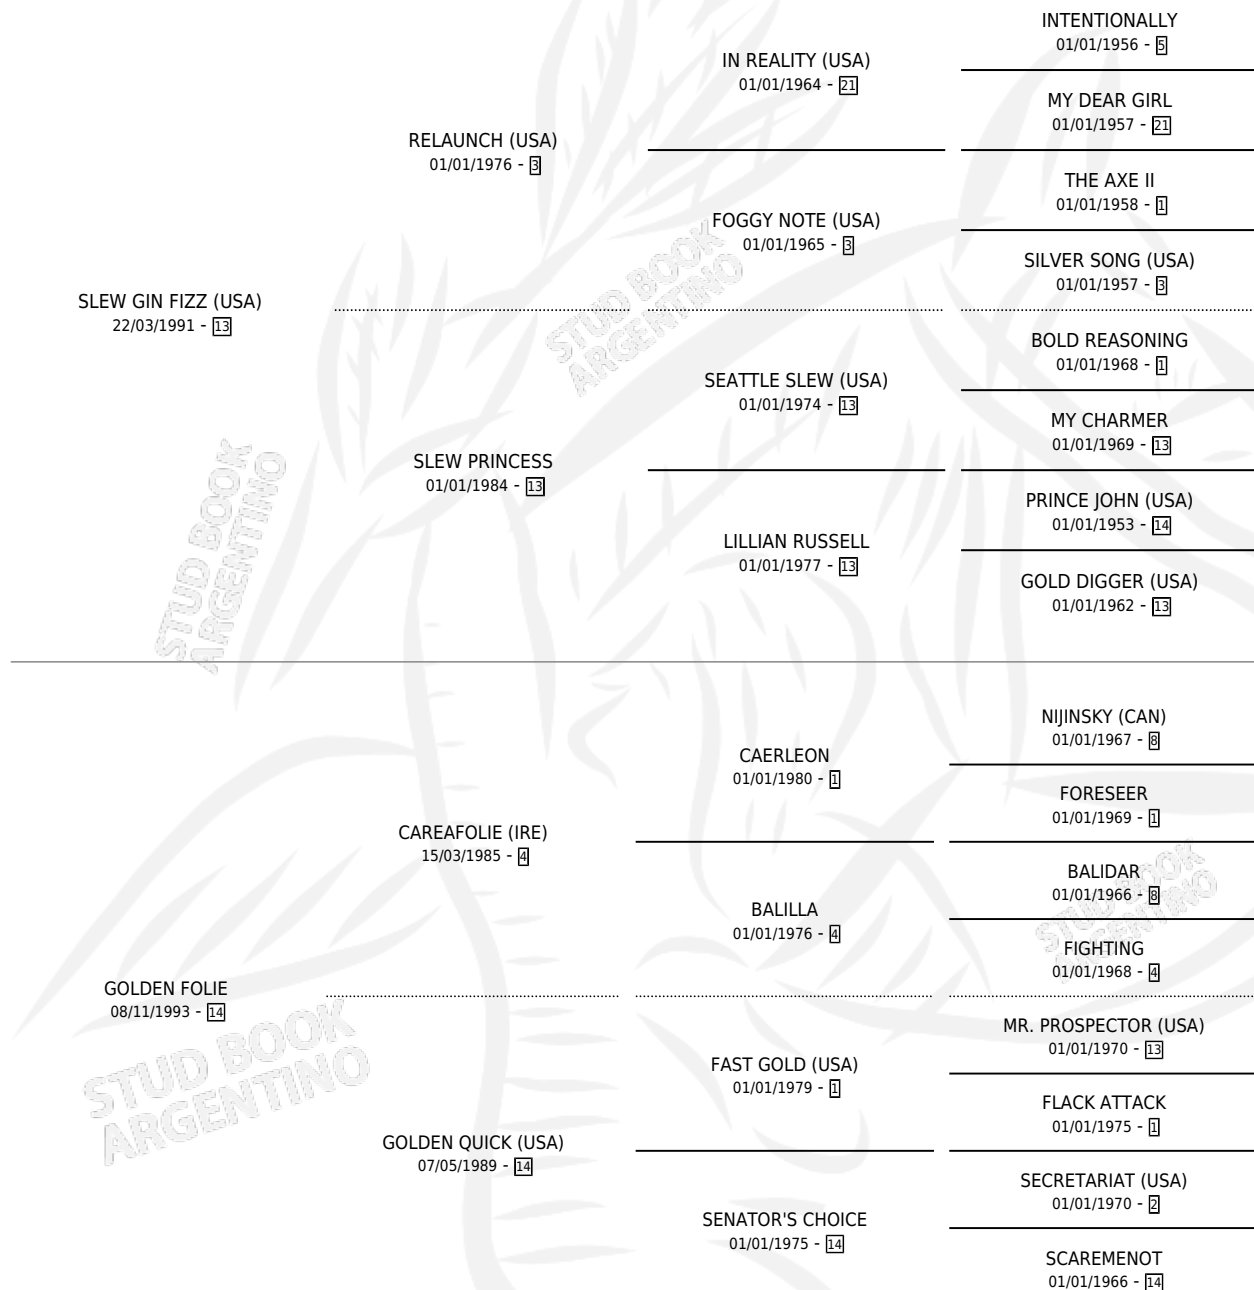 INTENTIONALLY
01/01/1956 - 5
IN REALITY (USA)
01/01/1964 - 21
MY DEAR GIRL
01/01/1957 - 21
RELAUNCH (USA)
01/01/1976 - 3
THE AXE II
01/01/1958 - 1
FOGGY NOTE (USA)
01/01/1965 - 3
SILVER SONG (USA)
01/01/1957 - 3
SLEW GIN FIZZ (USA)
22/03/1991 - 13
BOLD REASONING
01/01/1968 - 1
SEATTLE SLEW (USA)
01/01/1974 - 13
MY CHARMER
01/01/1969 - 13
SLEW PRINCESS
01/01/1984 - 13
PRINCE JOHN (USA)
01/01/1953 - 14
LILLIAN RUSSELL
01/01/1977 - 13
GOLD DIGGER (USA)
01/01/1962 - 13
NIJINSKY (CAN)
01/01/1967 - 8
CAERLEON
01/01/1980 - 1
FORESEER
01/01/1969 - 1
CAREAFOLIE (IRE)
15/03/1985 - 4
BALIDAR
01/01/1966 - 8
BALILLA
01/01/1976 - 4
FIGHTING
01/01/1968 - 4
GOLDEN FOLIE
08/11/1993 - 14
MR. PROSPECTOR (USA)
01/01/1970 - 13
FAST GOLD (USA)
01/01/1979 - 1
FLACK ATTACK
01/01/1975 - 1
GOLDEN QUICK (USA)
07/05/1989 - 14
SECRETARIAT (USA)
01/01/1970 - 2
SENATOR'S CHOICE
01/01/1975 - 14
SCAREMENOT
01/01/1966 - 14
STUD BOOK
ARGENTINO
STUD BOOK
ARGENTINO
STUD BOOK
ARGENTINO
STUD BOOK
ARGENTINO